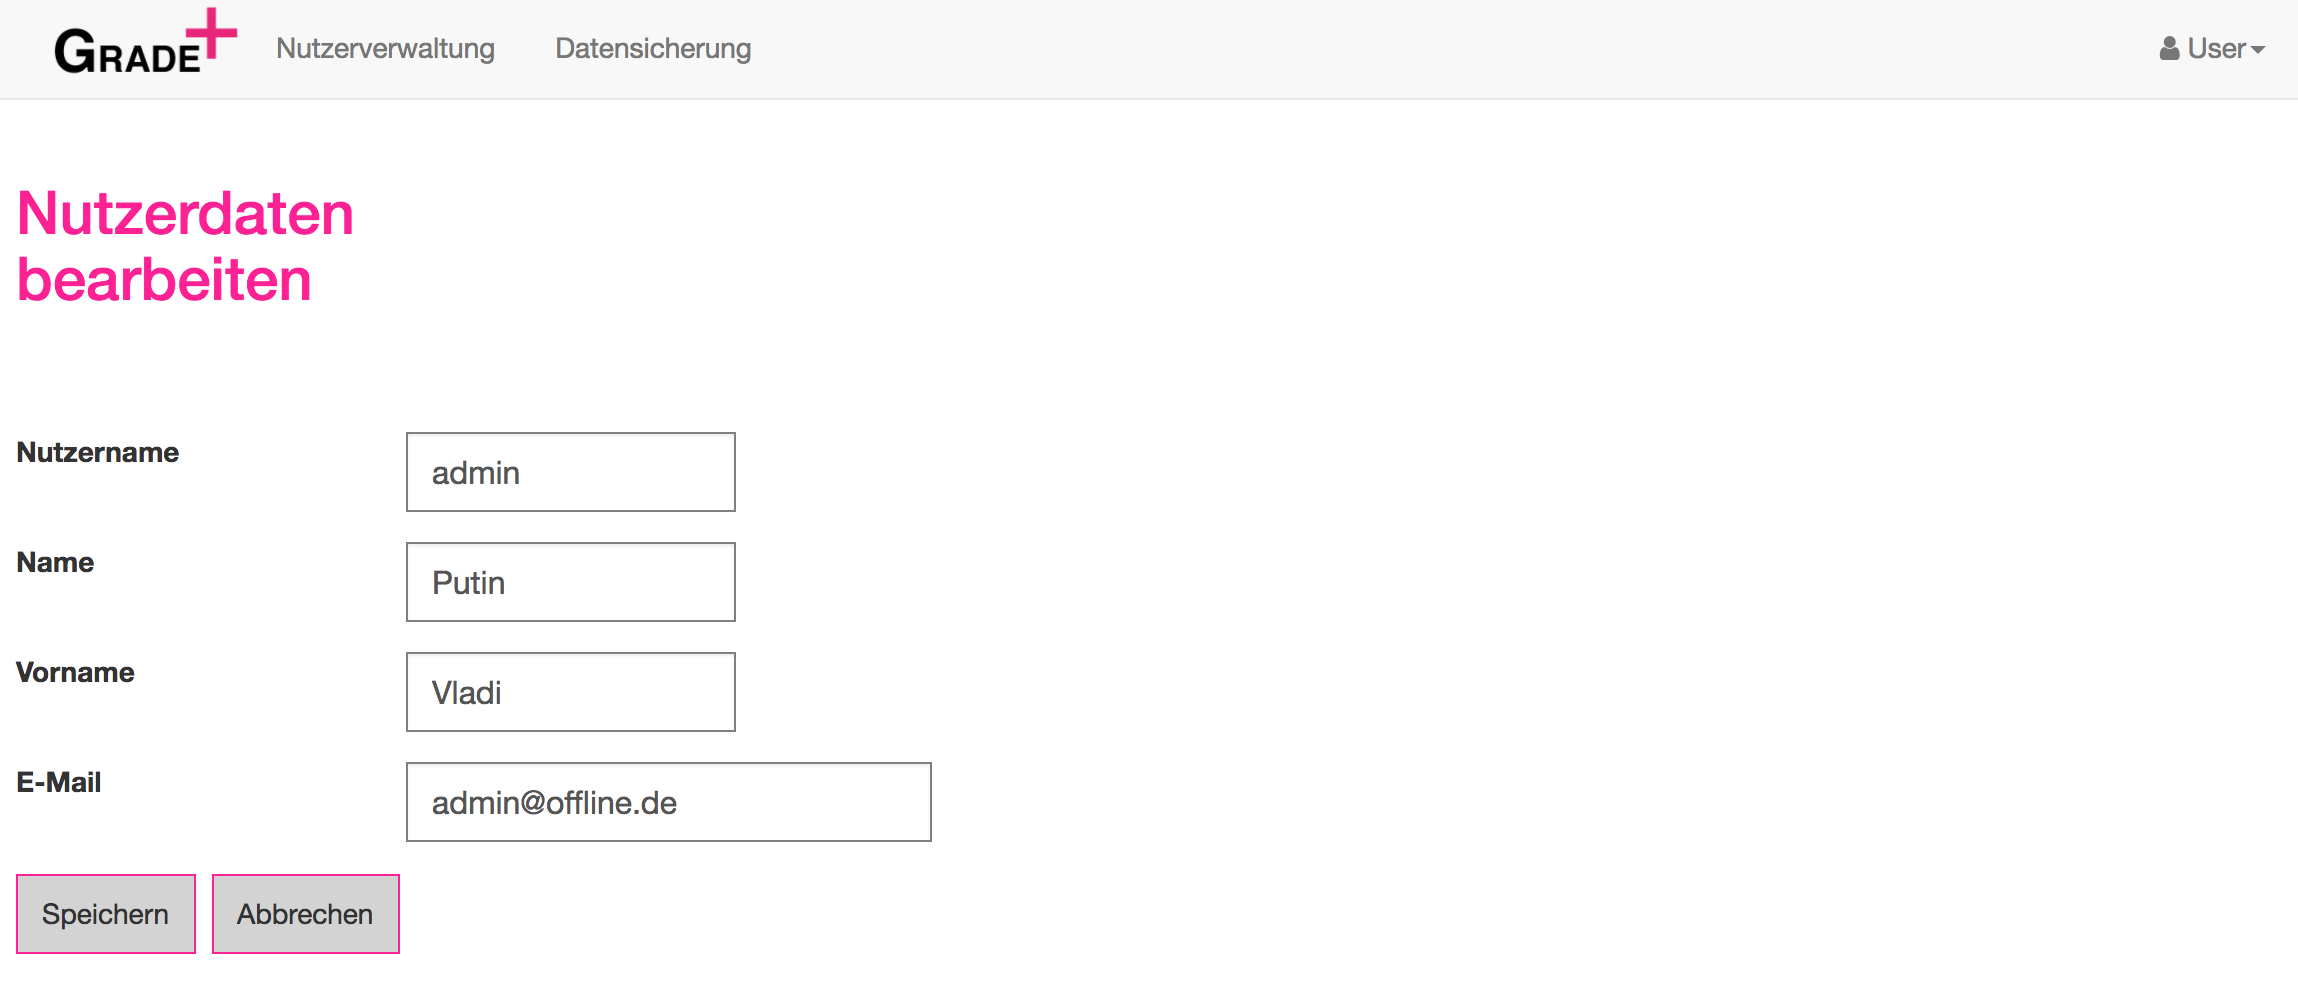 GRADE+ Nutzerverwaltung Datensicherung User
Nutzerdaten
bearbeiten
Nutzername admin
Name Putin
Vorname Vladi
E-Mail admin@offline.de
Speichern Abbrechen